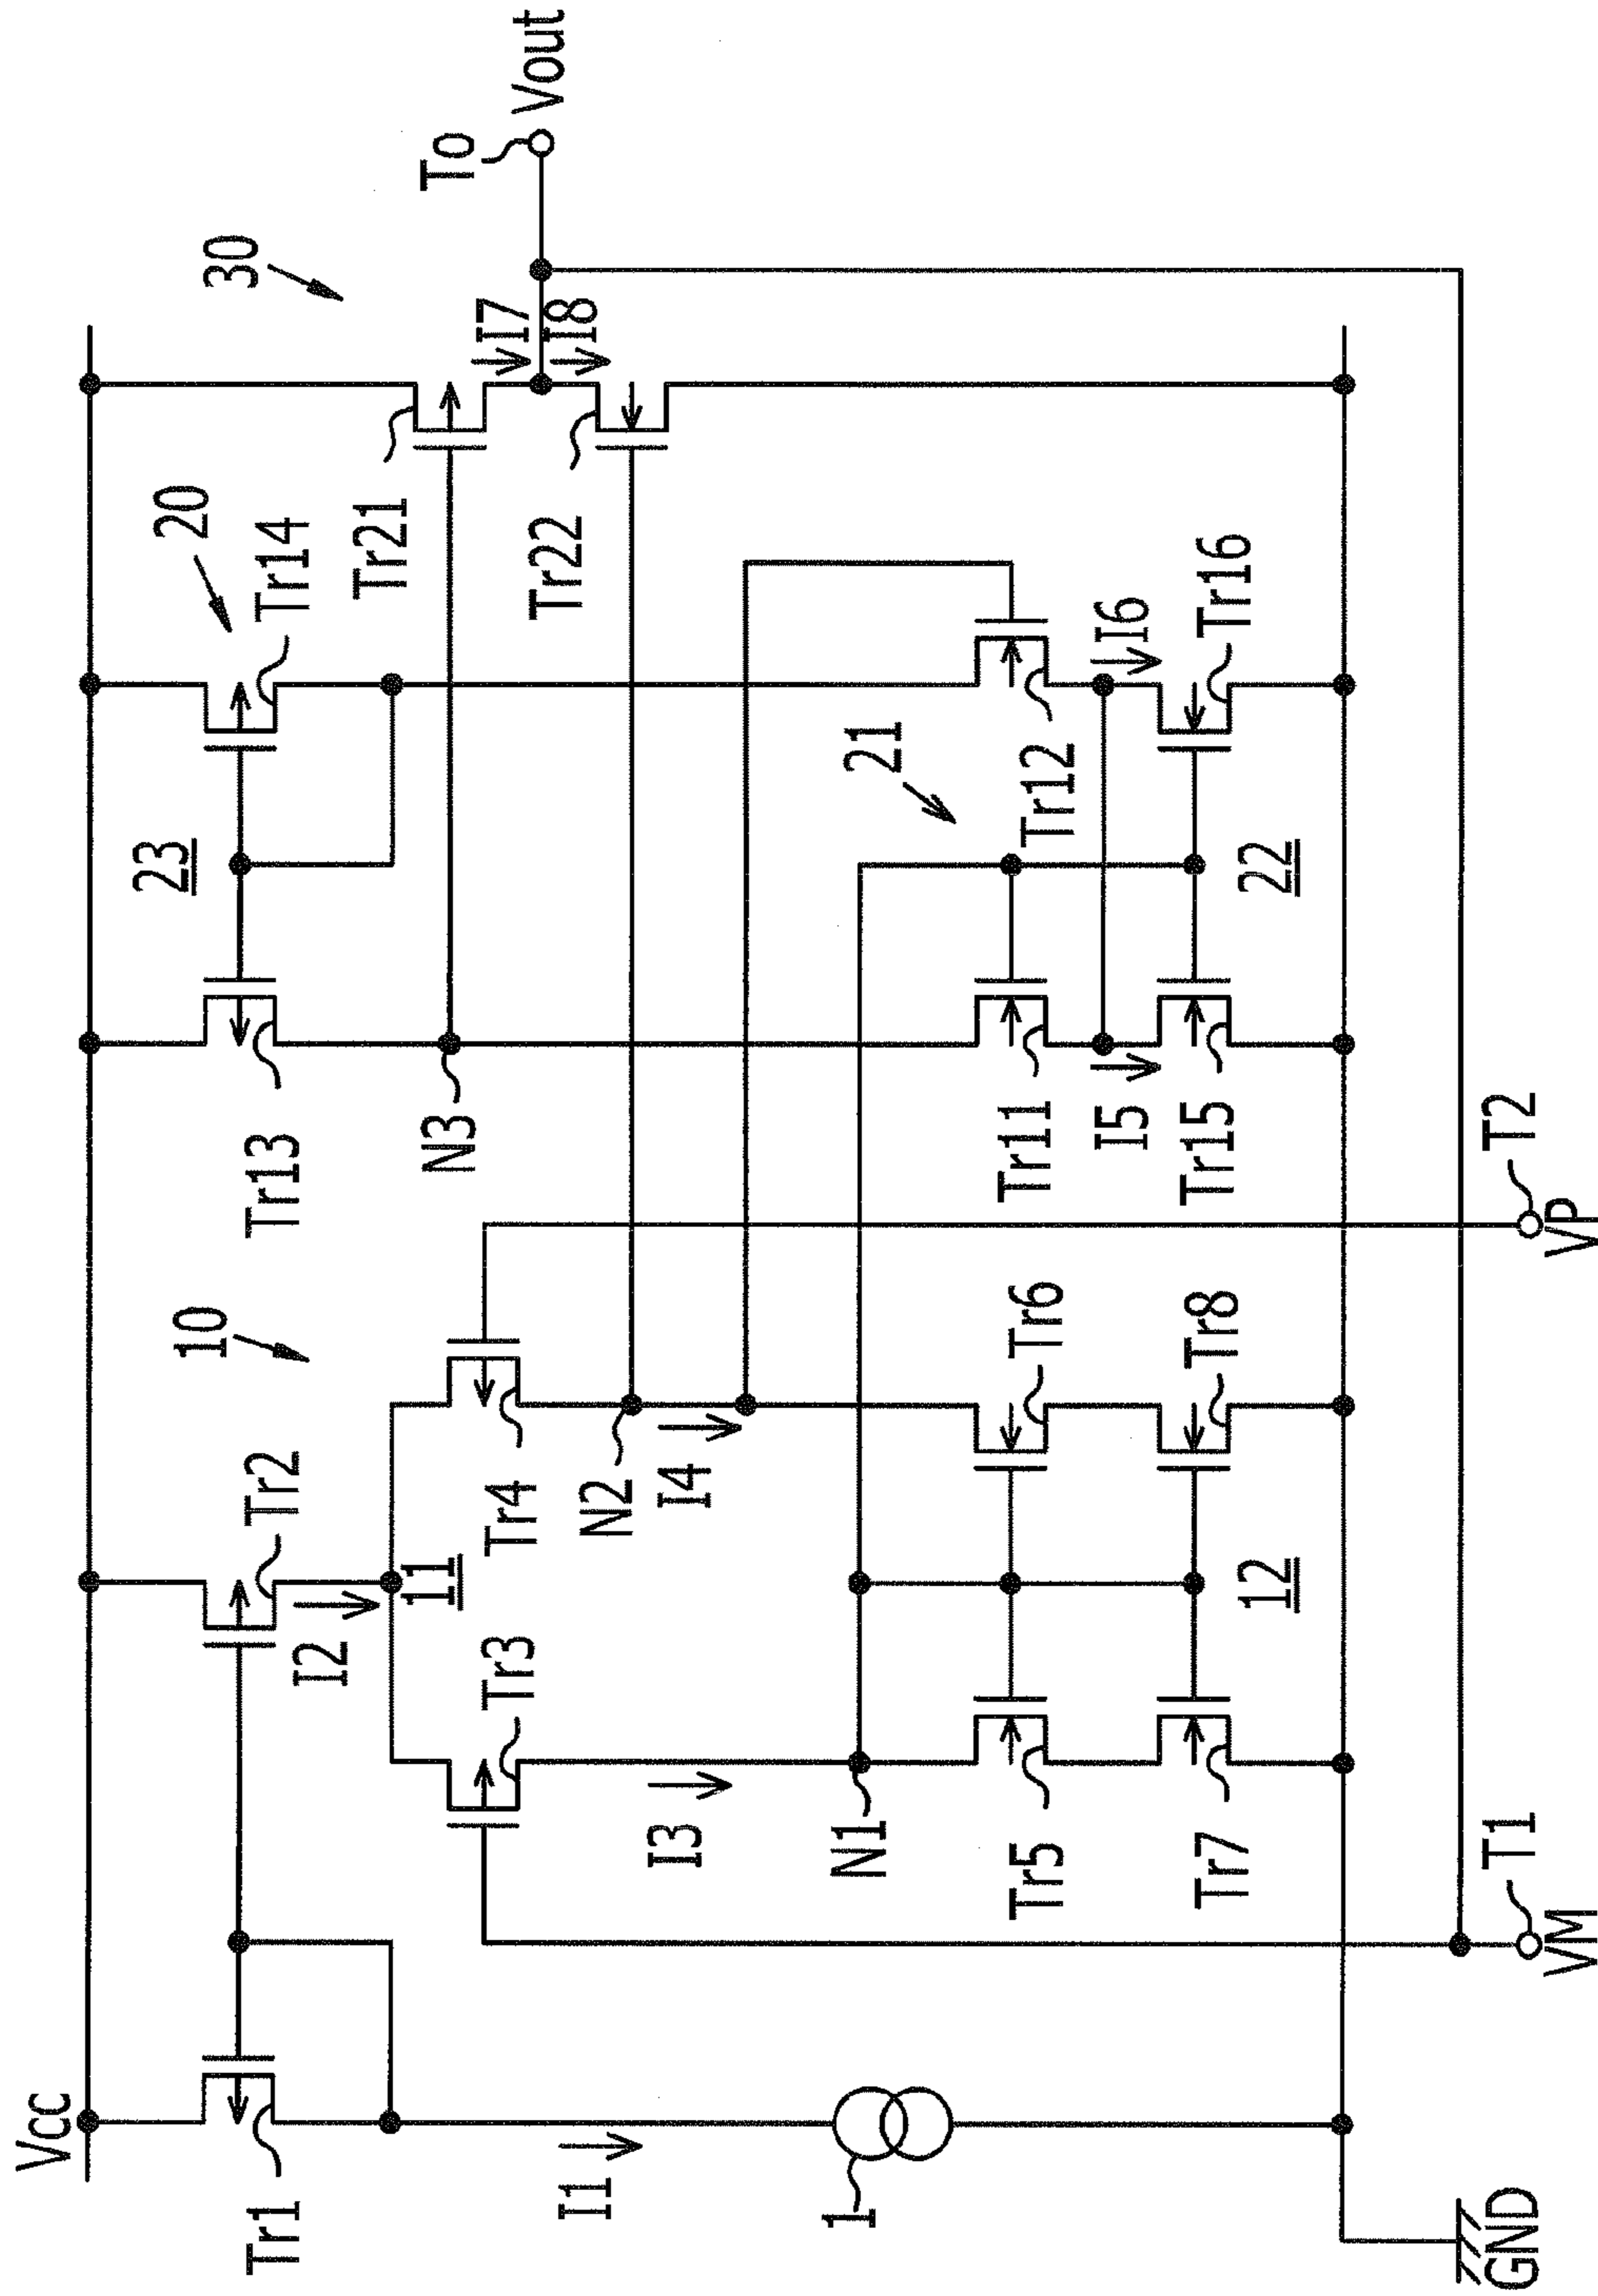 Vcc
Tr1
I1
1
GND
10
Tr2
I2
11
Tr3
Tr4
I3
N2
I4
N1
Tr5
Tr6
Tr7
Tr8
12
VM
T1
VP
T2
20
23
Tr13
Tr14
N3
21
Tr11
Tr12
I5
I6
Tr15
Tr16
22
30
Tr21
Tr22
I7
I8
To
Vout